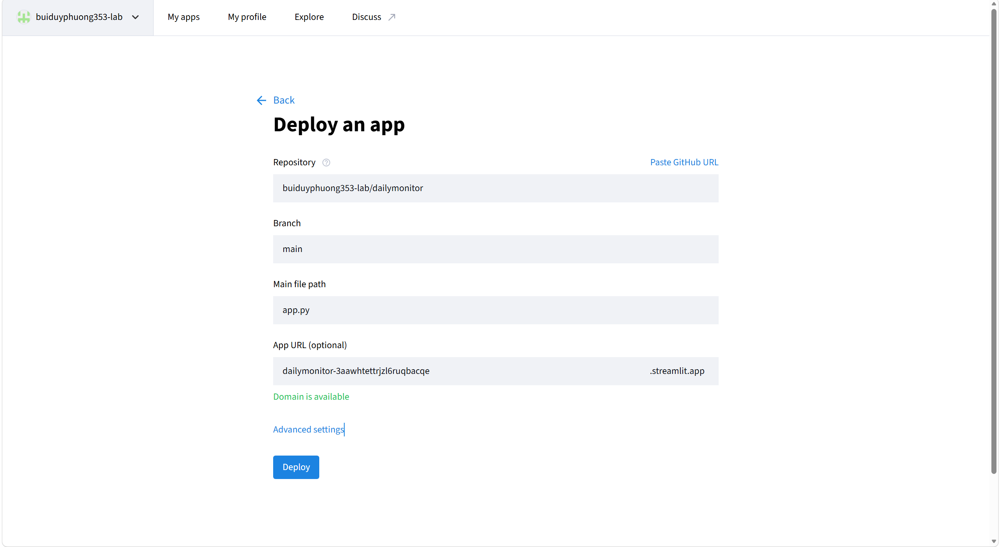 buiduyphuong353-lab My apps My profile Explore Discuss
Back
Deploy an app
Repository Paste GitHub URL
buiduyphuong353-lab/dailymonitor
Branch
main
Main file path
app.py
App URL (optional)
dailymonitor-3aawhtettrjzl6ruqbacqe .streamlit.app
Domain is available
Advanced settings
Deploy